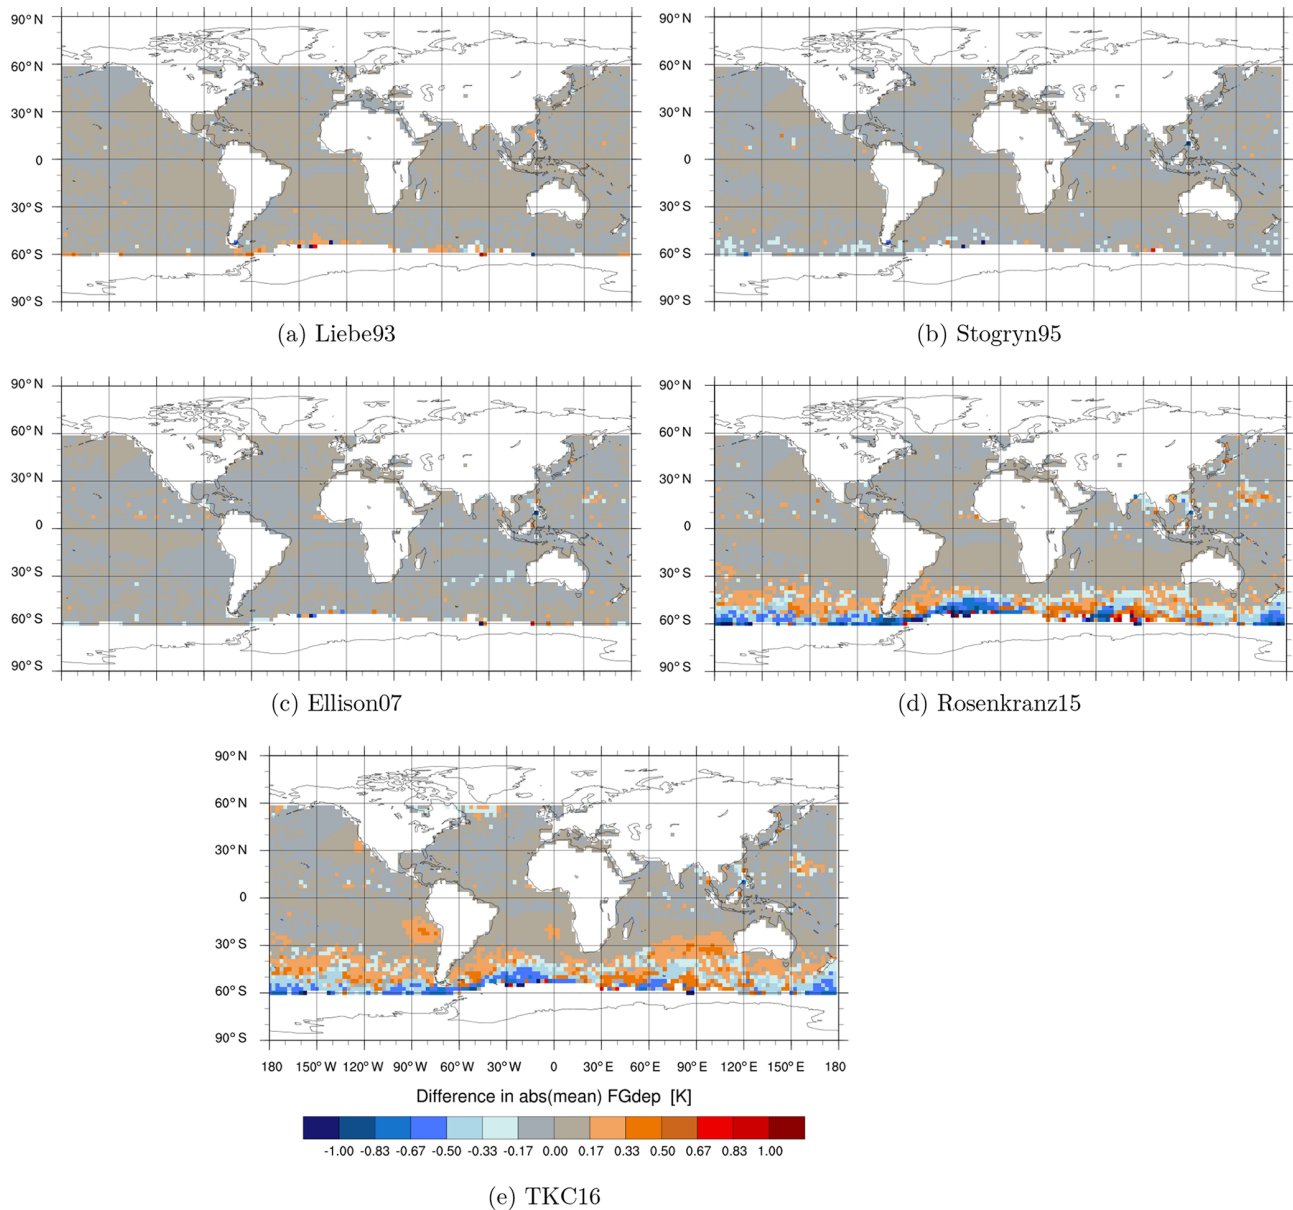 90° N
60° N
30° N
0
30° S
60° S
90° S
(a) Liebe93
90° N
60° N
30° N
0
30° S
60° S
90° S
(b) Stogryn95
90° N
60° N
30° N
0
30° S
60° S
90° S
(c) Ellison07
90° N
60° N
30° N
0
30° S
60° S
90° S
(d) Rosenkranz15
90° N
60° N
30° N
0
30° S
60° S
90° S
180 150° W 120° W 90° W 60° W 30° W 0 30° E 60° E 90° E 120° E 150° E 180
Difference in abs(mean) FGdep [K]
-1.00 -0.83 -0.67 -0.50 -0.33 -0.17 0.00 0.17 0.33 0.50 0.67 0.83 1.00
(e) TKC16